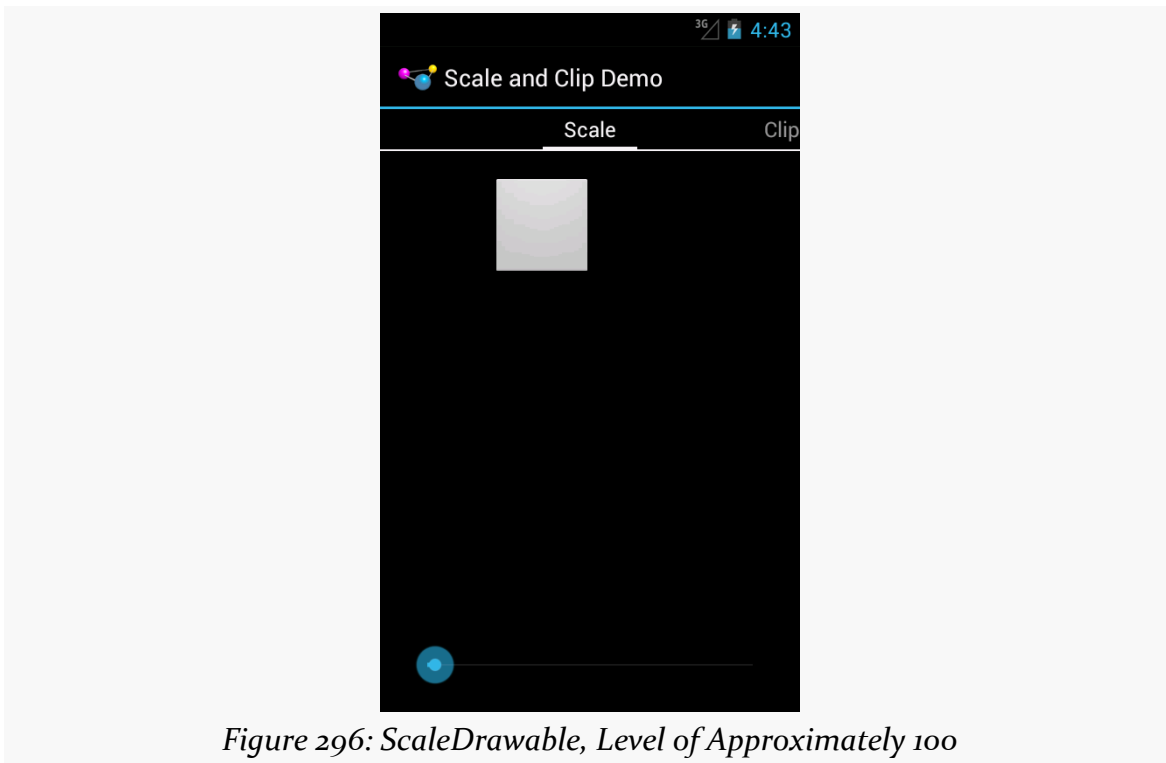 3G 4:43
Scale and Clip Demo
Scale Clip
Figure 296: ScaleDrawable, Level of Approximately 100